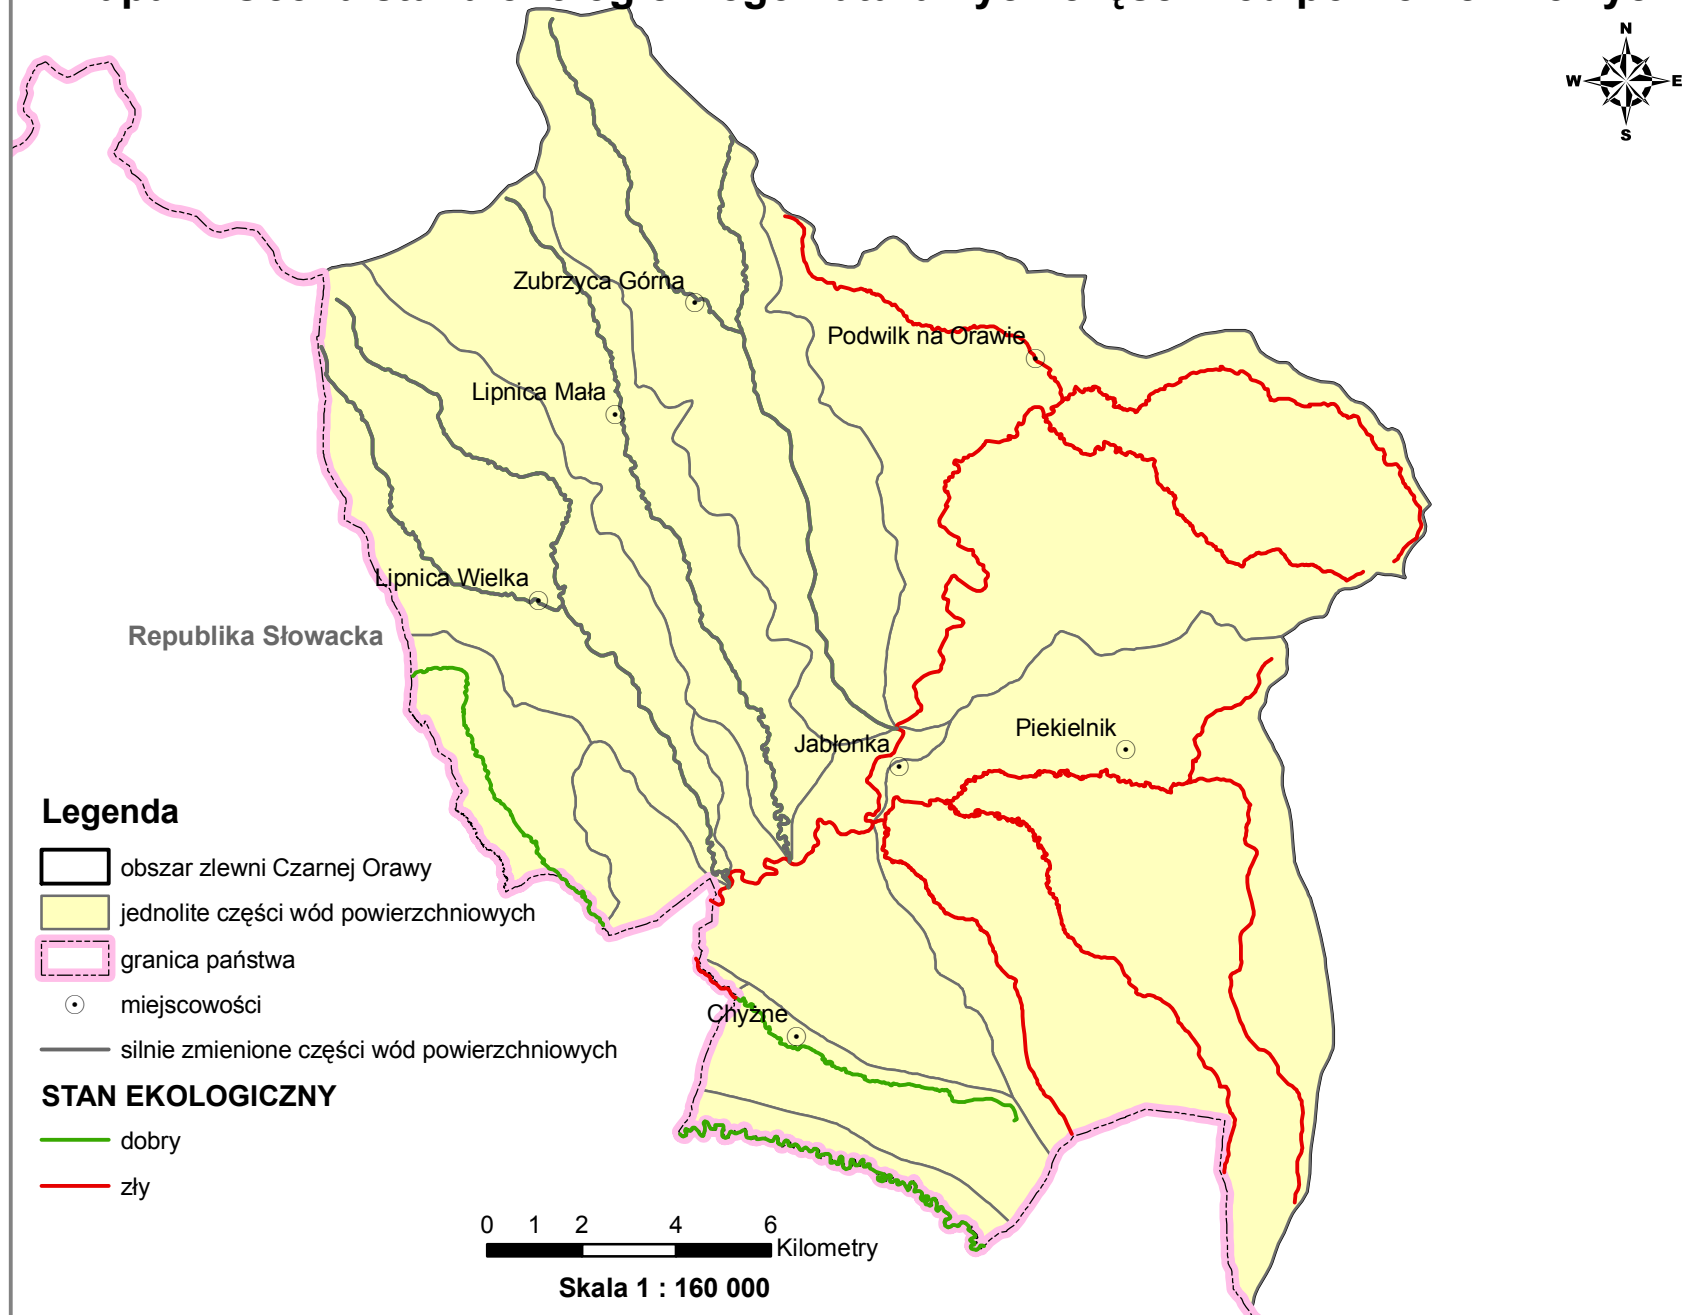 N
W E
S
Zubrzyca Górna
Podwilk na Orawie
Lipnica Mała
Lipnica Wielka
Republika Słowacka
Jabłonka
Piekielnik
Chyżne
Legenda
obszar zlewni Czarnej Orawy
jednolite części wód powierzchniowych
granica państwa
miejscowości
silnie zmienione części wód powierzchniowych
STAN EKOLOGICZNY
dobry
zły
0 1 2 4 6
Kilometry
Skala 1 : 160 000